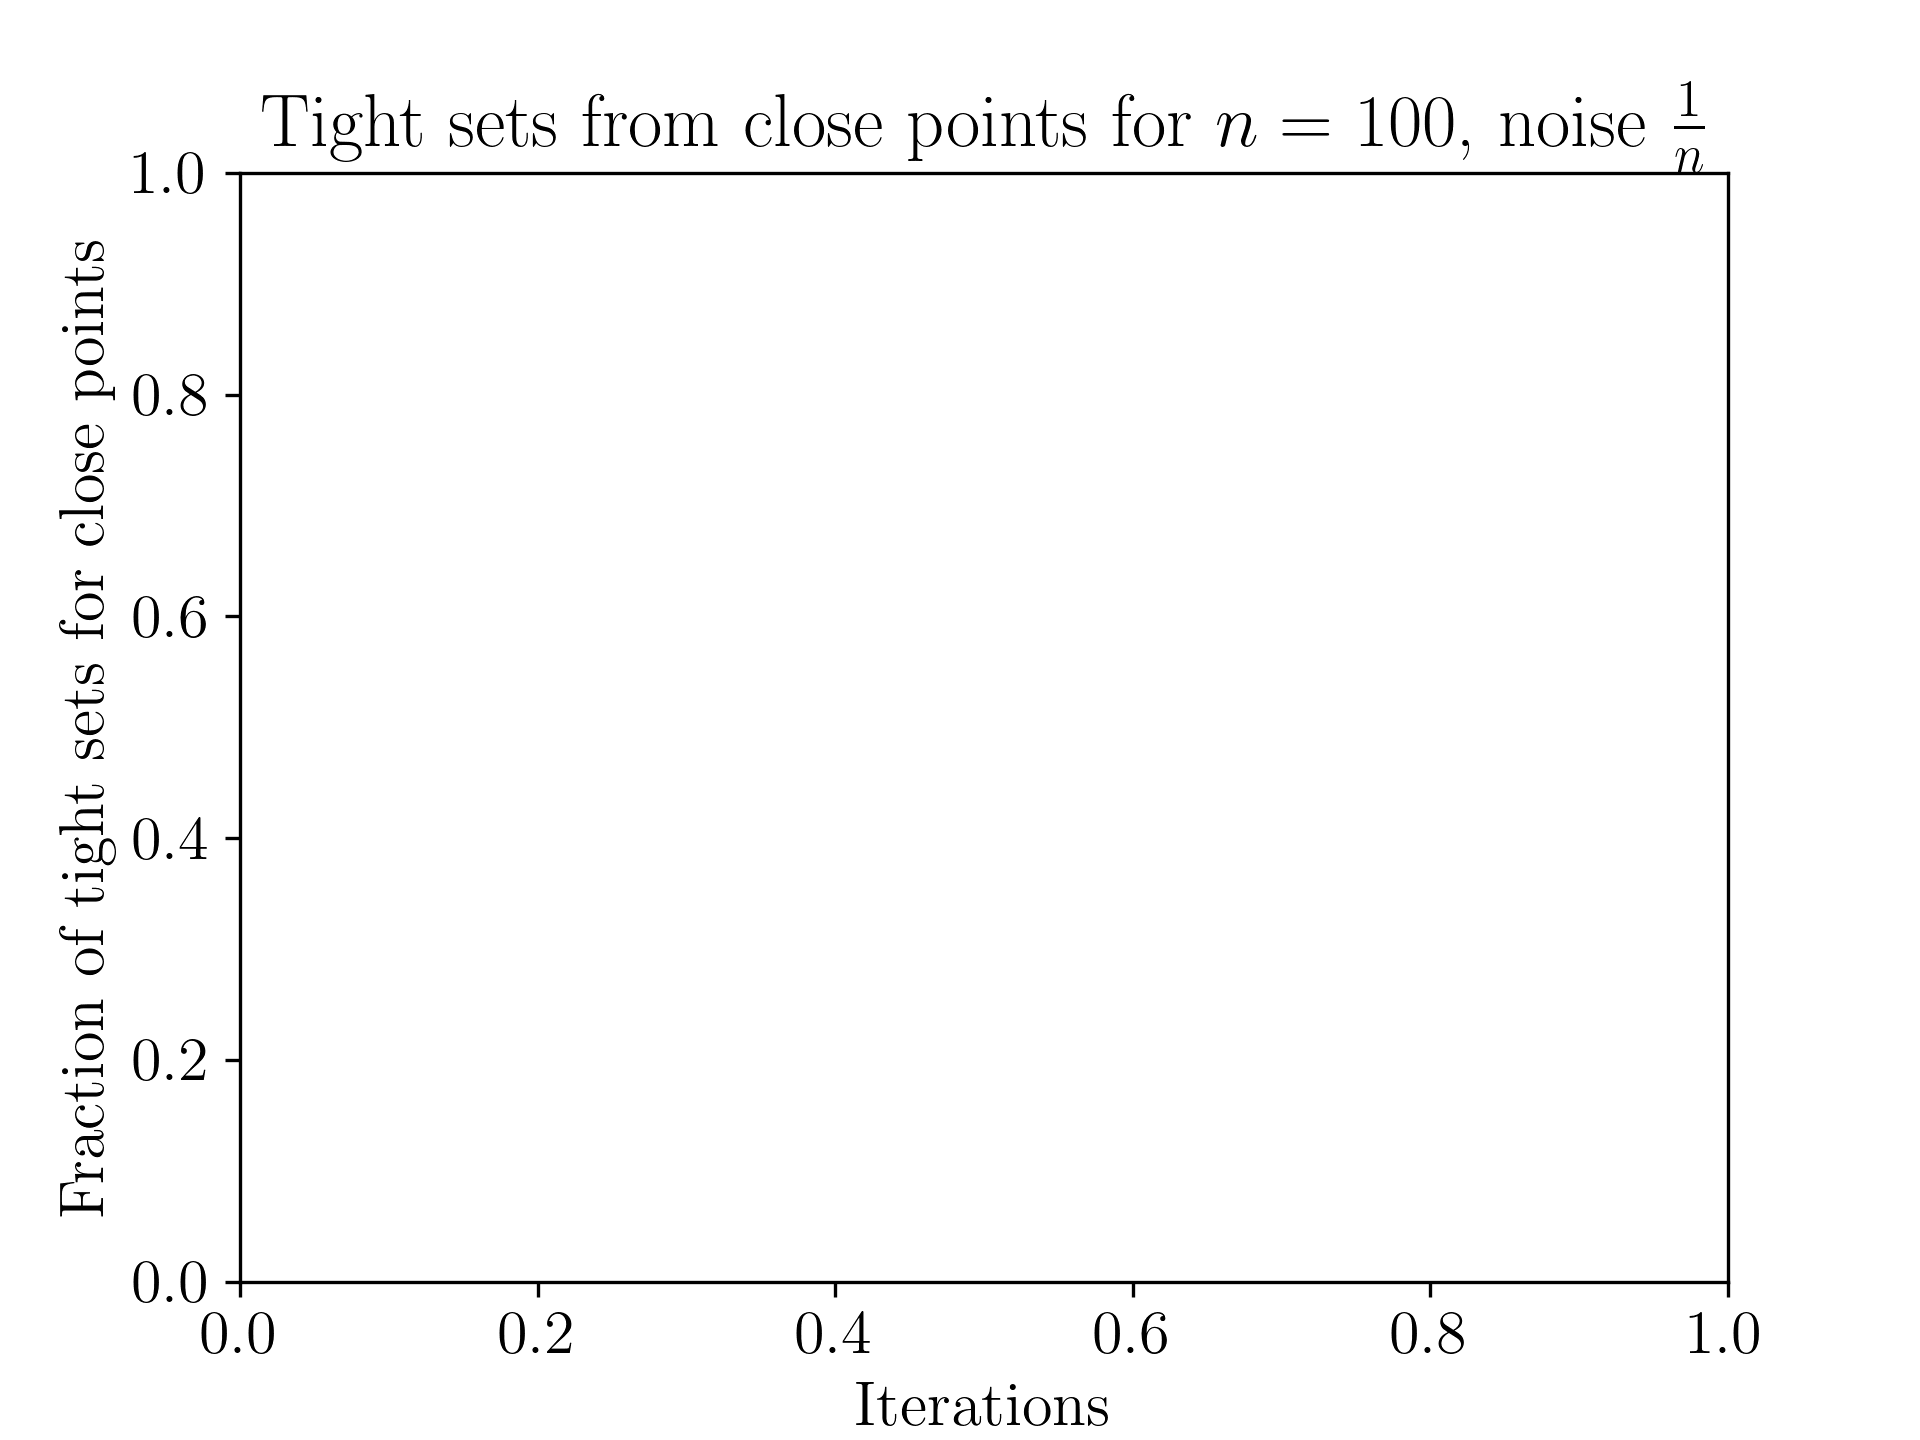 Tight sets from close points for n = 100, noise 1/n
Fraction of tight sets for close points
1.0
0.8
0.6
0.4
0.2
0.0
0.0 0.2 0.4 0.6 0.8 1.0
Iterations